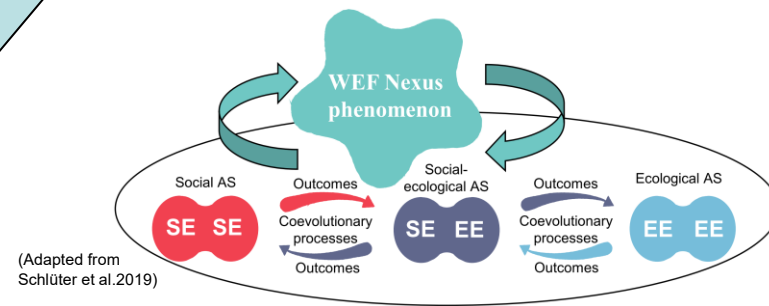 WEF Nexus
phenomenon
Social AS
Outcomes
Social-
ecological AS
Outcomes
Ecological AS
SE SE
Coevolutionary
processes
SE EE
Coevolutionary
processes
EE EE
Outcomes
Outcomes
(Adapted from
Schlüter et al.2019)